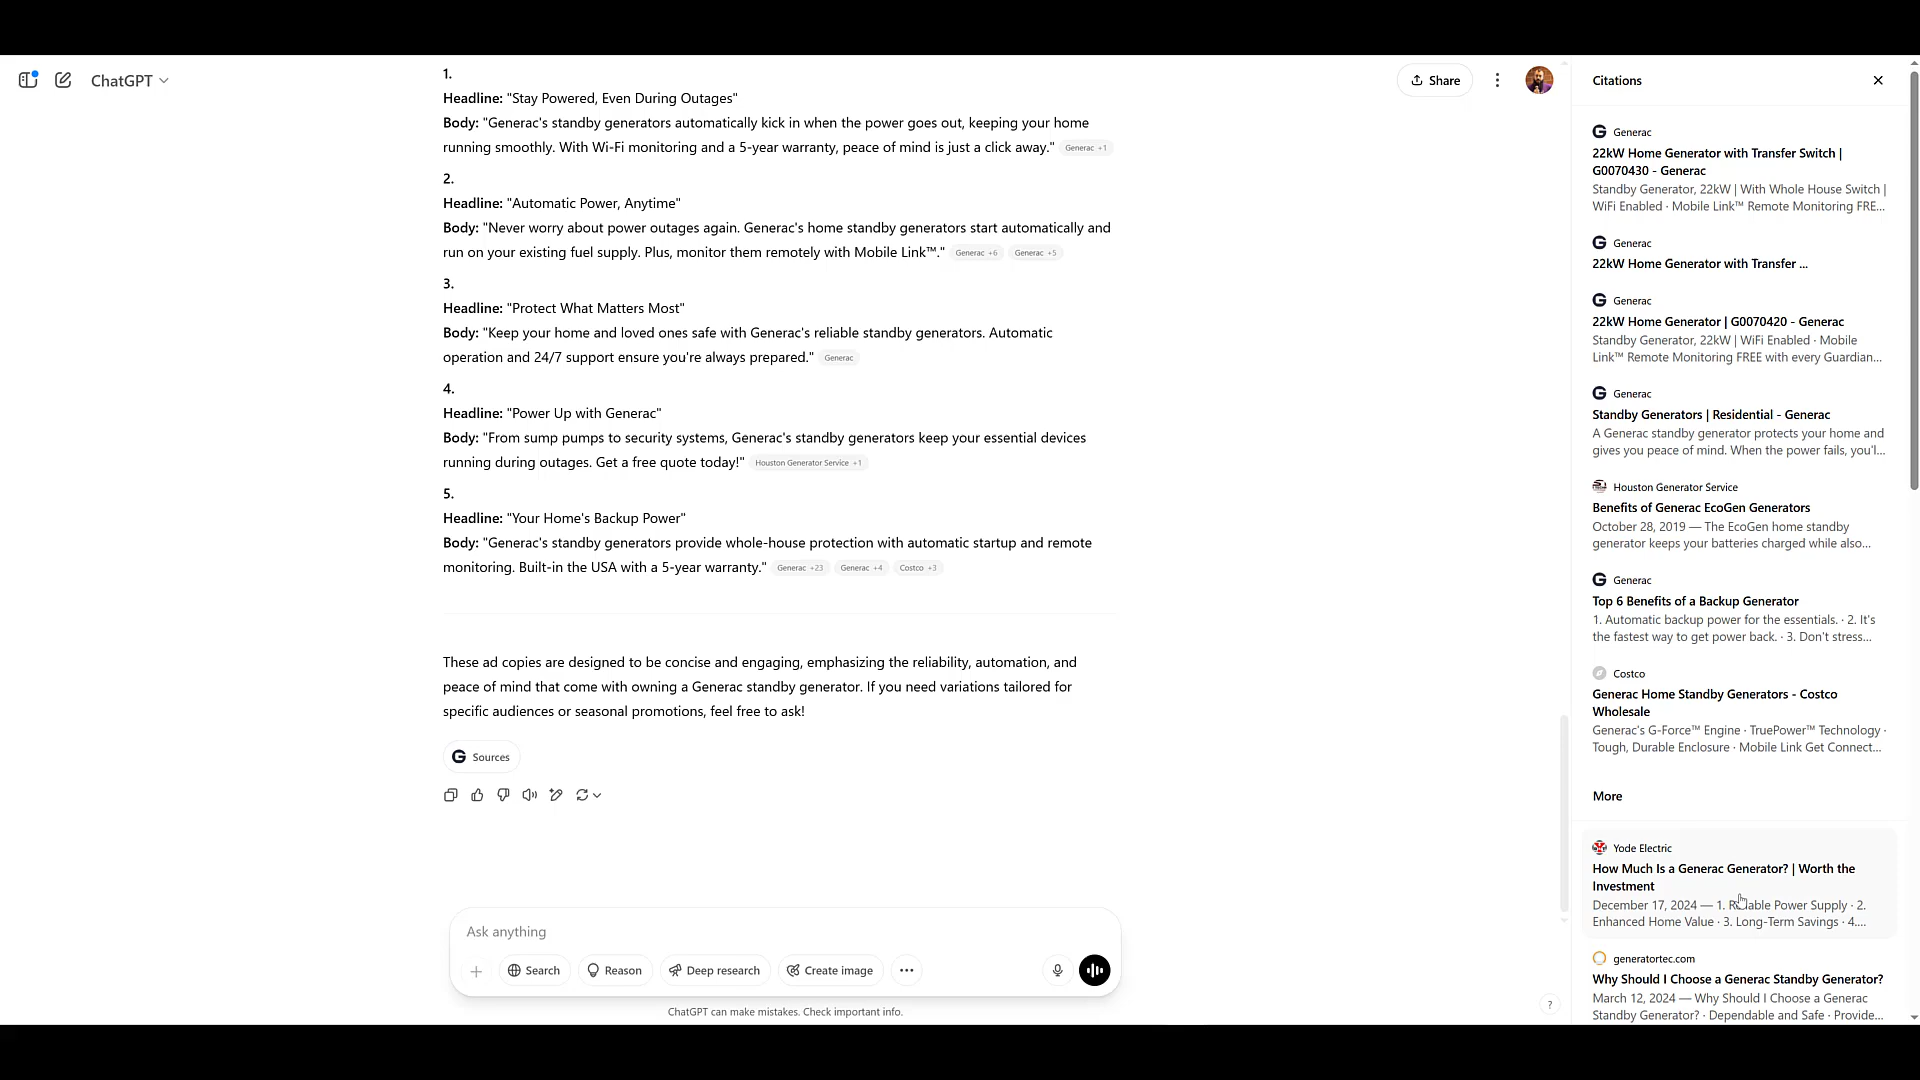 ChatGPT
Share
1.
Headline: "Stay Powered, Even During Outages"
Body: "Generac's standby generators automatically kick in when the power goes out, keeping your home
running smoothly. With Wi-Fi monitoring and a 5-year warranty, peace of mind is just a click away." Generac +1
2.
Headline: "Automatic Power, Anytime"
Body: "Never worry about power outages again. Generac's home standby generators start automatically and
run on your existing fuel supply. Plus, monitor them remotely with Mobile Link™." Generac +6 Generac +5
3.
Headline: "Protect What Matters Most"
Body: "Keep your home and loved ones safe with Generac's reliable standby generators. Automatic
operation and 24/7 support ensure you're always prepared." Generac
4.
Headline: "Power Up with Generac"
Body: "From sump pumps to security systems, Generac's standby generators keep your essential devices
running during outages. Get a free quote today!" Houston Generator Service +1
5.
Headline: "Your Home's Backup Power"
Body: "Generac's standby generators provide whole-house protection with automatic startup and remote
monitoring. Built-in the USA with a 5-year warranty." Generac +23 Generac +4 Costco +3
These ad copies are designed to be concise and engaging, emphasizing the reliability, automation, and
peace of mind that come with owning a Generac standby generator. If you need variations tailored for
specific audiences or seasonal promotions, feel free to ask!
G Sources
Ask anything
Search Reason Deep research Create image
ChatGPT can make mistakes. Check important info.
?
Citations
G Generac
22kW Home Generator with Transfer Switch |
G0070430 - Generac
Standby Generator, 22kW | With Whole House Switch |
WiFi Enabled · Mobile Link™ Remote Monitoring FRE...
G Generac
22kW Home Generator with Transfer ...
G Generac
22kW Home Generator | G0070420 - Generac
Standby Generator, 22kW | WiFi Enabled · Mobile
Link™ Remote Monitoring FREE with every Guardian...
G Generac
Standby Generators | Residential - Generac
A Generac standby generator protects your home and
gives you peace of mind. When the power fails, you'l...
Houston Generator Service
Benefits of Generac EcoGen Generators
October 28, 2019 — The EcoGen home standby
generator keeps your batteries charged while also...
G Generac
Top 6 Benefits of a Backup Generator
1. Automatic backup power for the essentials. · 2. It's
the fastest way to get power back. · 3. Don't stress...
Costco
Generac Home Standby Generators - Costco
Wholesale
Generac's G-Force™ Engine · TruePower™ Technology ·
Tough, Durable Enclosure · Mobile Link Get Connect...
More
Yode Electric
How Much Is a Generac Generator? | Worth the
Investment
December 17, 2024 — 1. Reliable Power Supply · 2.
Enhanced Home Value · 3. Long-Term Savings · 4....
generatortec.com
Why Should I Choose a Generac Standby Generator?
March 12, 2024 — Why Should I Choose a Generac
Standby Generator? · Dependable and Safe · Provide...